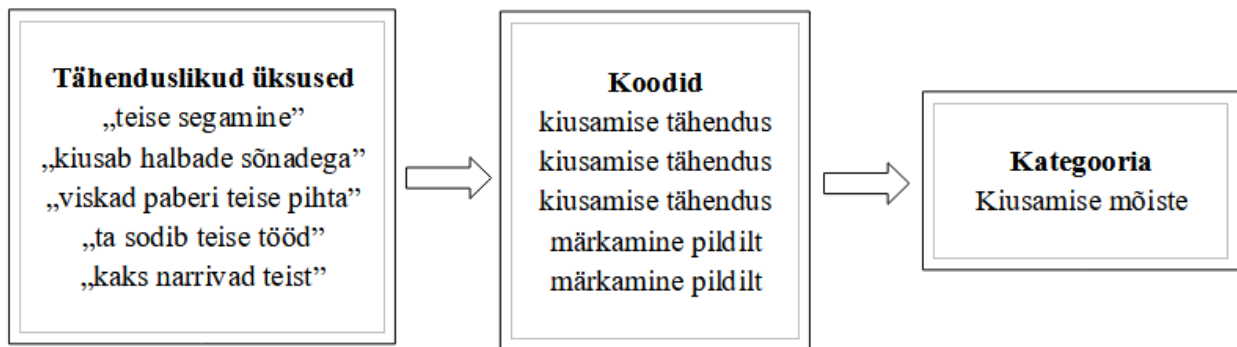 Tähenduslikud üksused
„teise segamine”
„kiusab halbade sõnadega”
„viskad paberi teise pihta”
„ta sodib teise tööd”
„kaks narrivad teist”
Koodid
kiusamise tähendus
kiusamise tähendus
kiusamise tähendus
märkamine pildilt
märkamine pildilt
Kategooria
Kiusamise mõiste